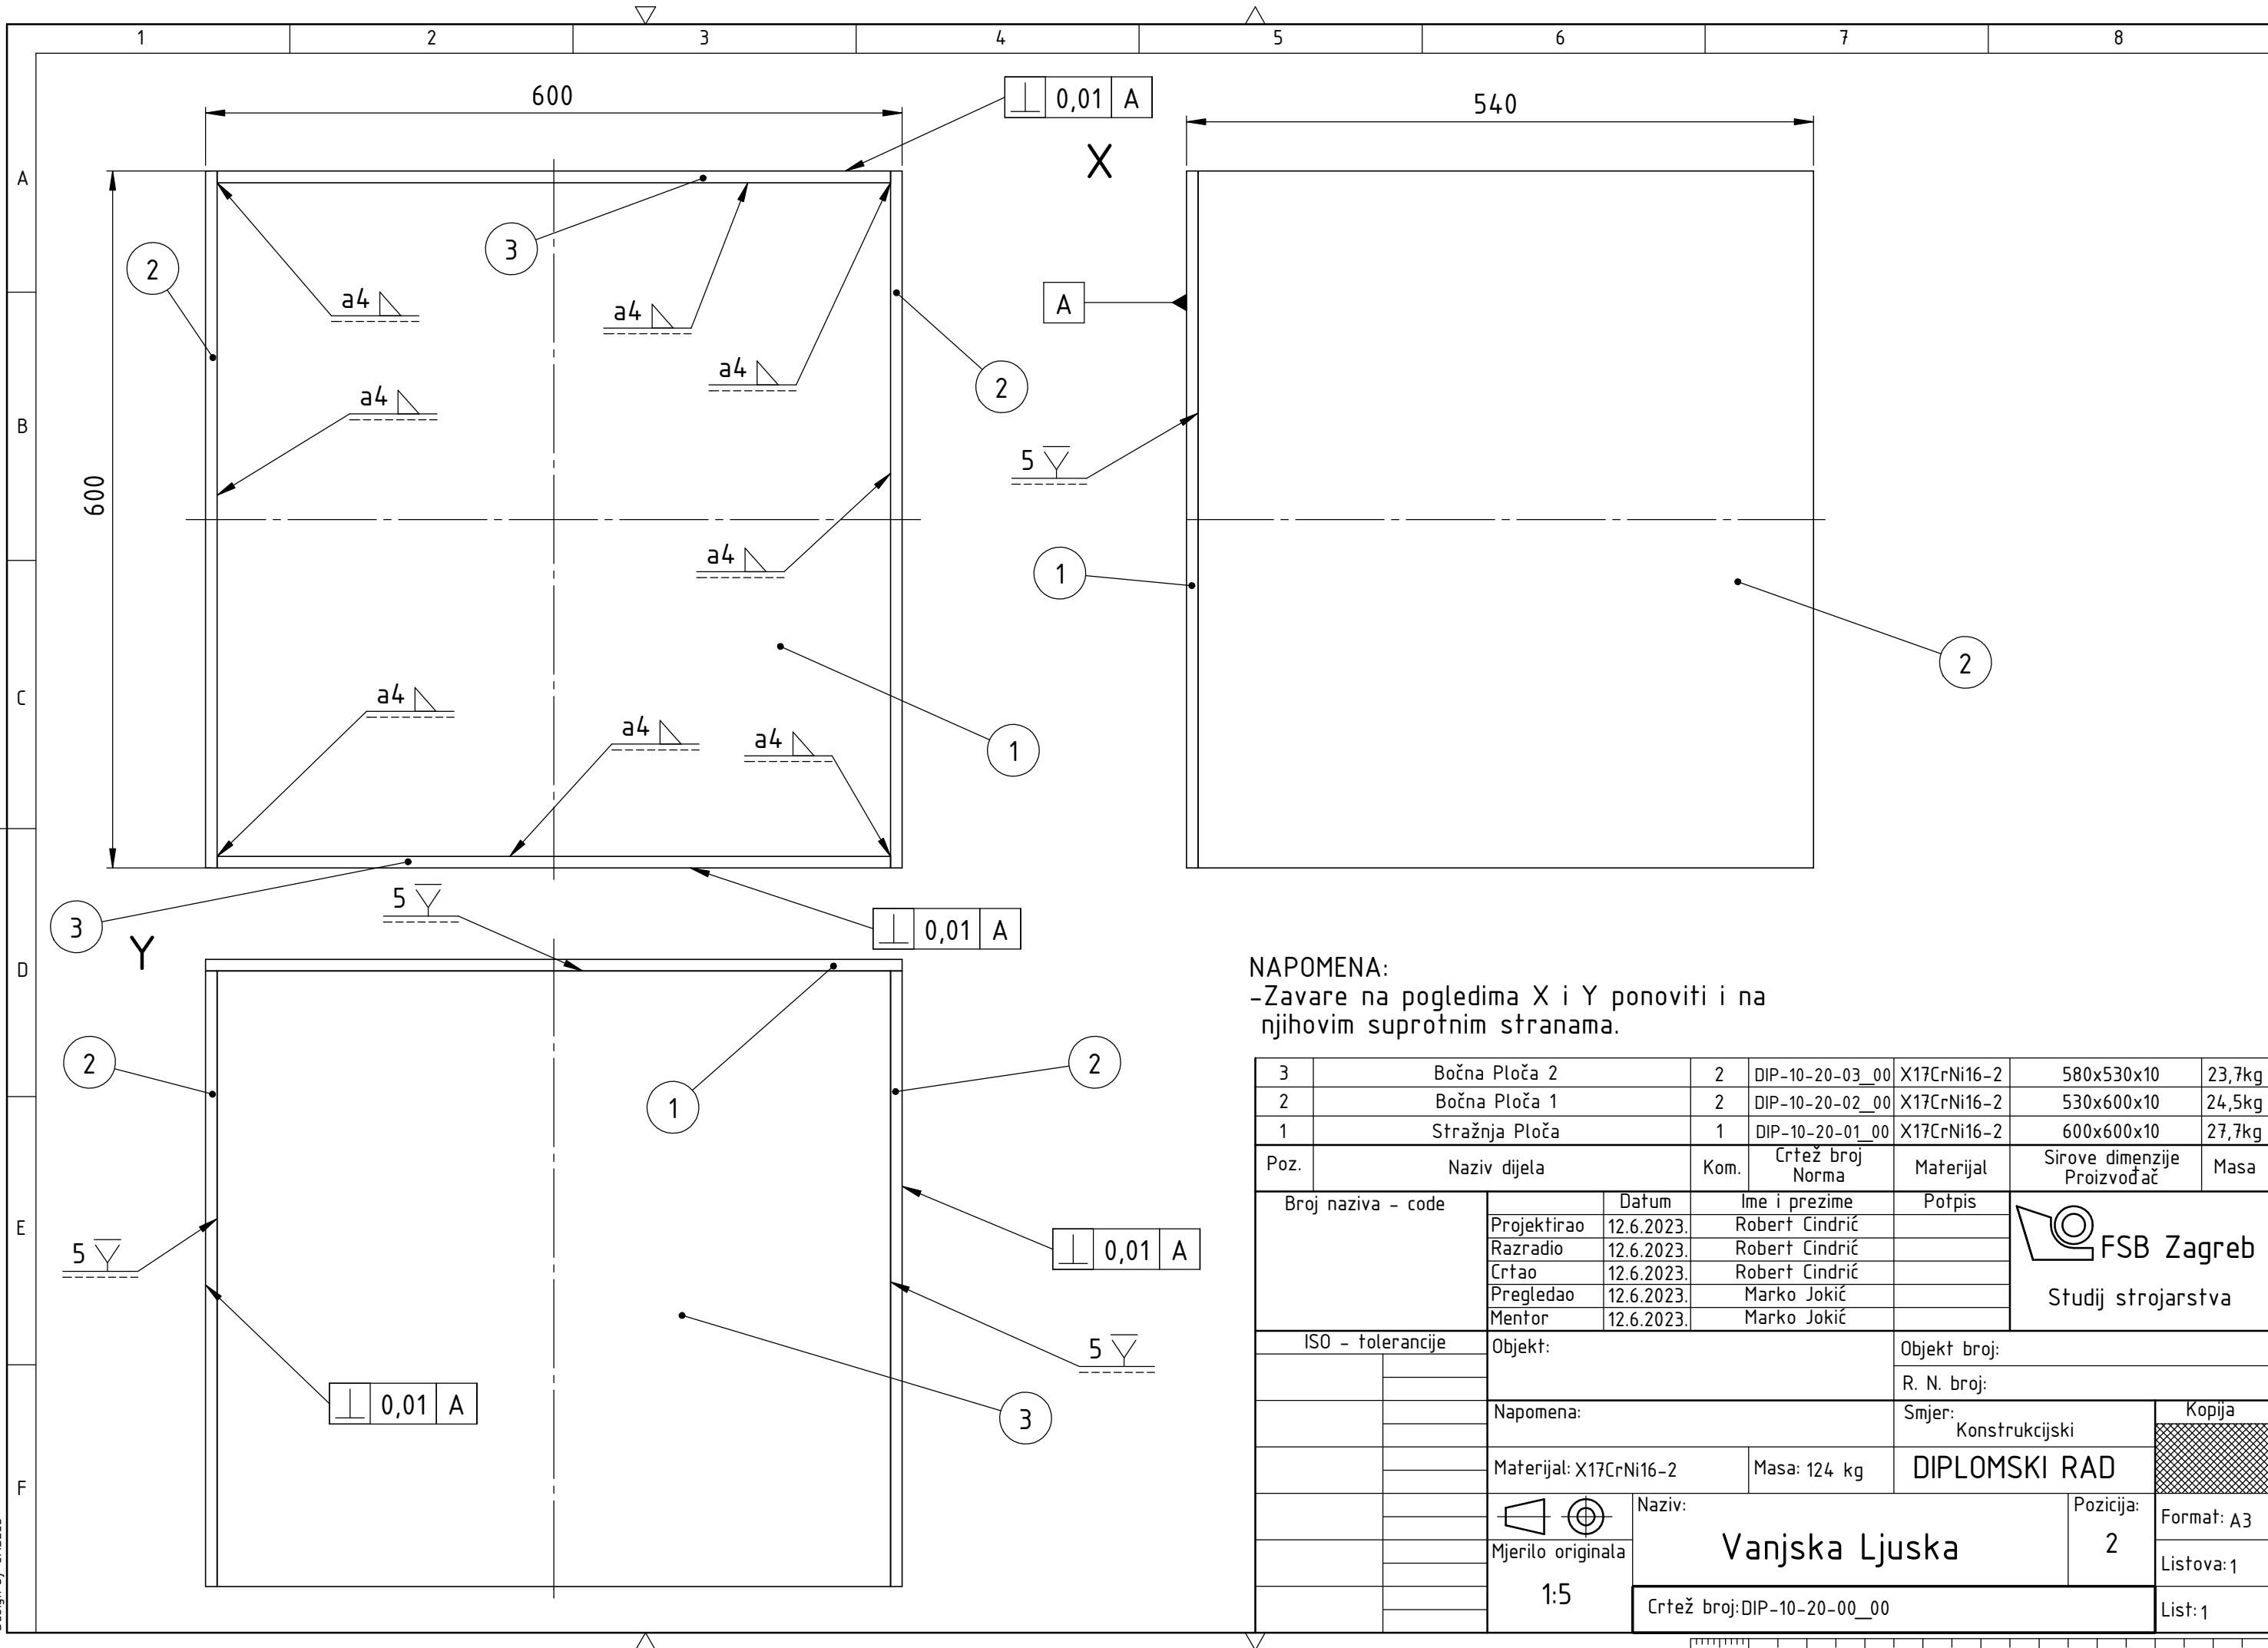 1 2 3 4 5 6 7 8
A
B
C
D
E
F
600
⊥ 0,01 A
X
540
600
3
2
a4
a4
a4
2
a4
A
5
a4
1
2
a4
a4
a4
1
3
5
⊥ 0,01 A
Y
2
1
2
5
⊥ 0,01 A
5
⊥ 0,01 A
3
NAPOMENA:
-Zavare na pogledima X i Y ponoviti i na
njihovim suprotnim stranama.
3 Bočna Ploča 2 2 DIP-10-20-03_00 X17CrNi16-2 580x530x10 23,7kg
2 Bočna Ploča 1 2 DIP-10-20-02_00 X17CrNi16-2 530x600x10 24,5kg
1 Stražnja Ploča 1 DIP-10-20-01_00 X17CrNi16-2 600x600x10 27,7kg
Poz. Naziv dijela Kom. Crtež broj Norma Materijal Sirove dimenzije Proizvođač Masa
Broj naziva - code
Datum Ime i prezime Potpis
Projektirao 12.6.2023. Robert Cindrić
Razradio 12.6.2023. Robert Cindrić
Crtao 12.6.2023. Robert Cindrić
Pregledao 12.6.2023. Marko Jokić
Mentor 12.6.2023. Marko Jokić
FSB Zagreb
Studij strojarstva
ISO - tolerancije
Objekt:
Objekt broj:
R. N. broj:
Napomena:
Smjer:
Konstrukcijski
Kopija
Materijal: X17CrNi16-2
Masa: 124 kg
DIPLOMSKI RAD
Mjerilo originala
1:5
Naziv:
Vanjska Ljuska
Pozicija:
2
Format: A3
Listova: 1
Crtež broj: DIP-10-20-00_00
List: 1